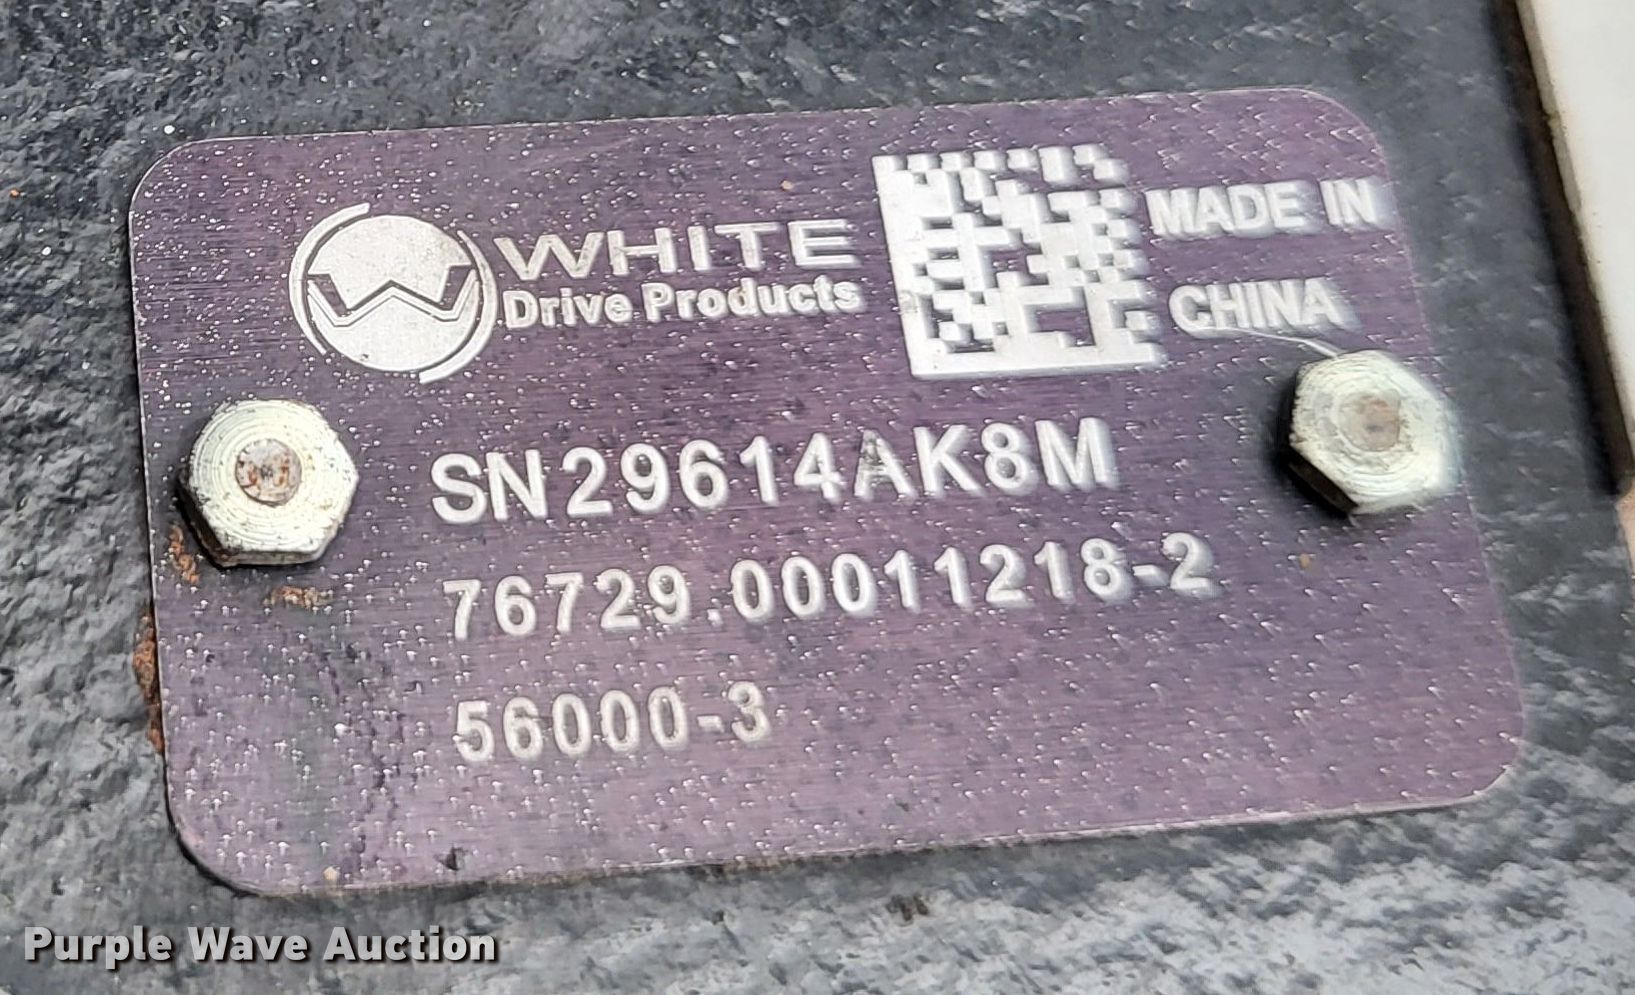 WHITE
Drive Products
MADE IN
CHINA
SN29614AK8M
76729.00011218-2
56000-3
Purple Wave Auction